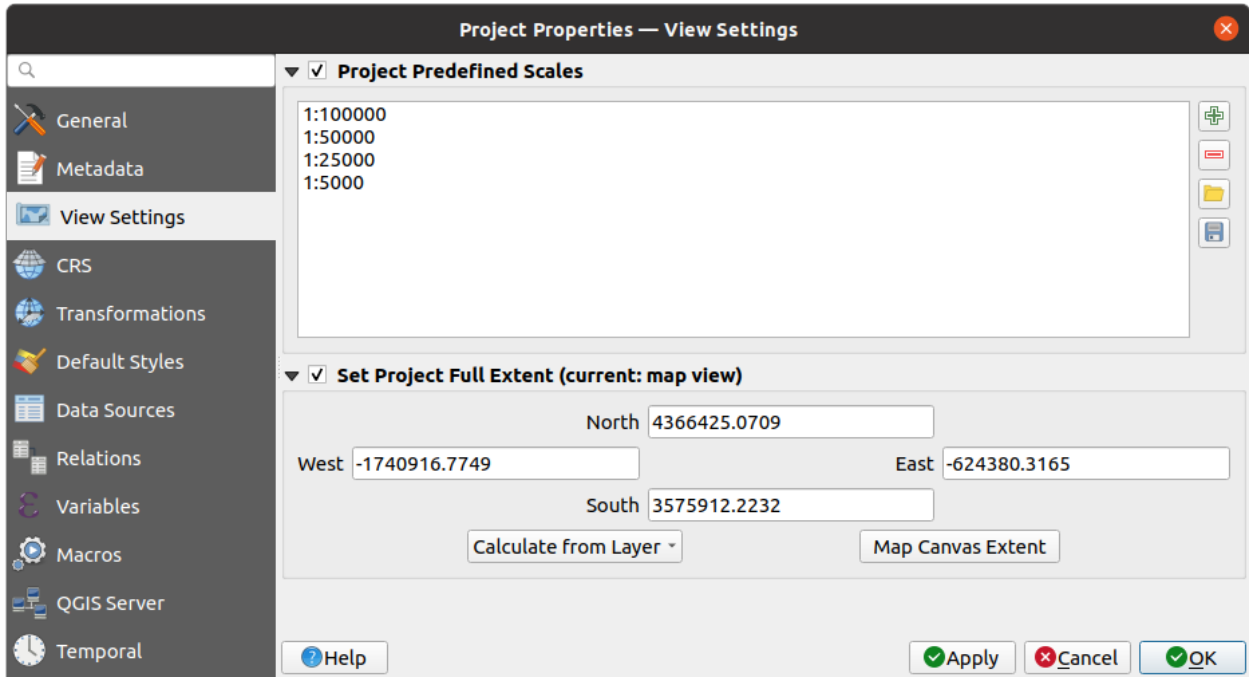 Project Properties — View Settings
General
Metadata
View Settings
CRS
Transformations
Default Styles
Data Sources
Relations
Variables
Macros
QGIS Server
Temporal
Project Predefined Scales
1:100000
1:50000
1:25000
1:5000
Set Project Full Extent (current: map view)
North 4366425.0709
West -1740916.7749 East -624380.3165
South 3575912.2232
Calculate from Layer Map Canvas Extent
Help Apply Cancel OK